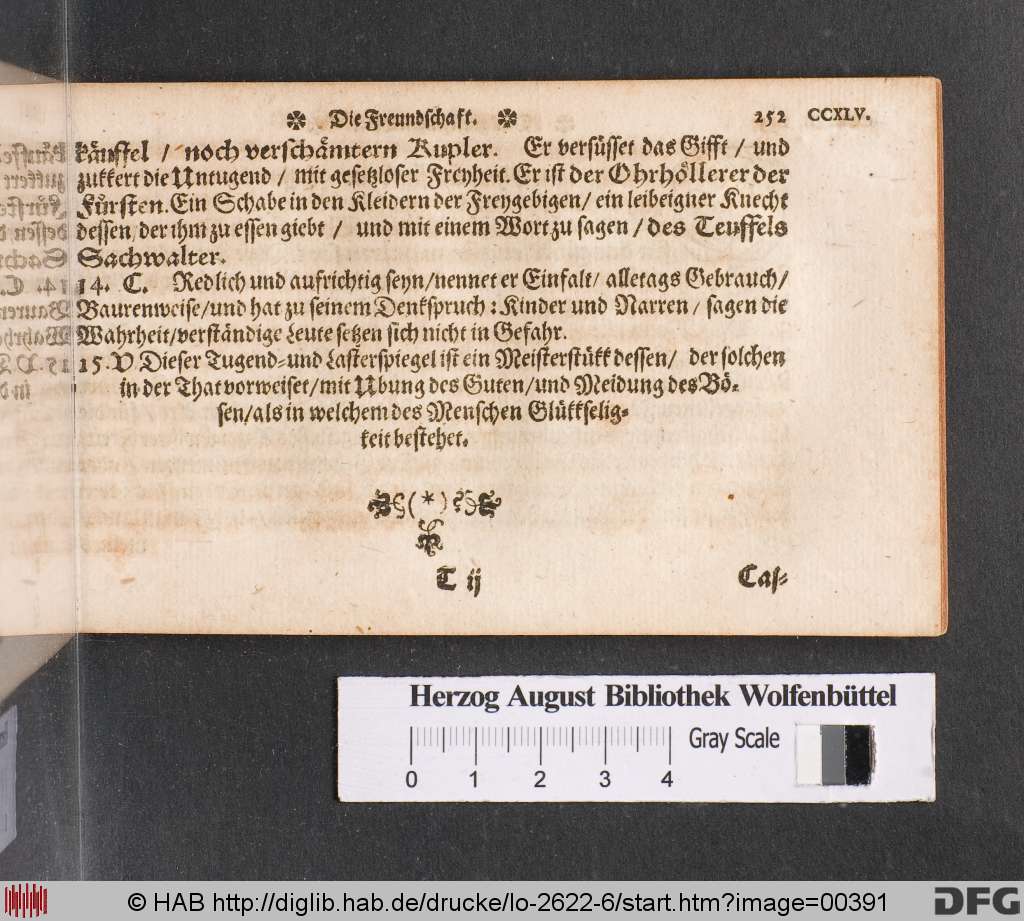 Die Freundschaft. 252 CCXLV.
käuffel / noch verschämtern Kupler. Er versüsset das Gifft / und
zukkert die Untugend / mit gesetzloser Freyheit. Er ist der Ohrhöllerer der
Fürsten. Ein Schabe in den Kleidern der Freygebigen / ein leibeigner Knecht
dessen, der ihm zu essen giebt / und mit einem Wort zu sagen / des Teuffels
Sachwalter.
14. C. Redlich und aufrichtig seyn/nennet er Einfalt/ alletags Gebrauch/
Baurenweise/und hat zu seinem Denkspruch: Kinder und Narren / sagen die
Wahrheit/verständige Leute setzen sich nicht in Gefahr.
15. V Dieser Tugend-und Lasterspiegel ist ein Meisterstükk dessen/ der solchen
in der That vorweiset/mit Ubung des Guten/und Meidung des Bö-
sen/als in welchem des Menschen Glükkselig-
keit bestehet.
(*)
T ij Cas-
Herzog August Bibliothek Wolfenbüttel
0 1 2 3 4 Gray Scale
© HAB http://diglib.hab.de/drucke/lo-2622-6/start.htm?image=00391
DFG